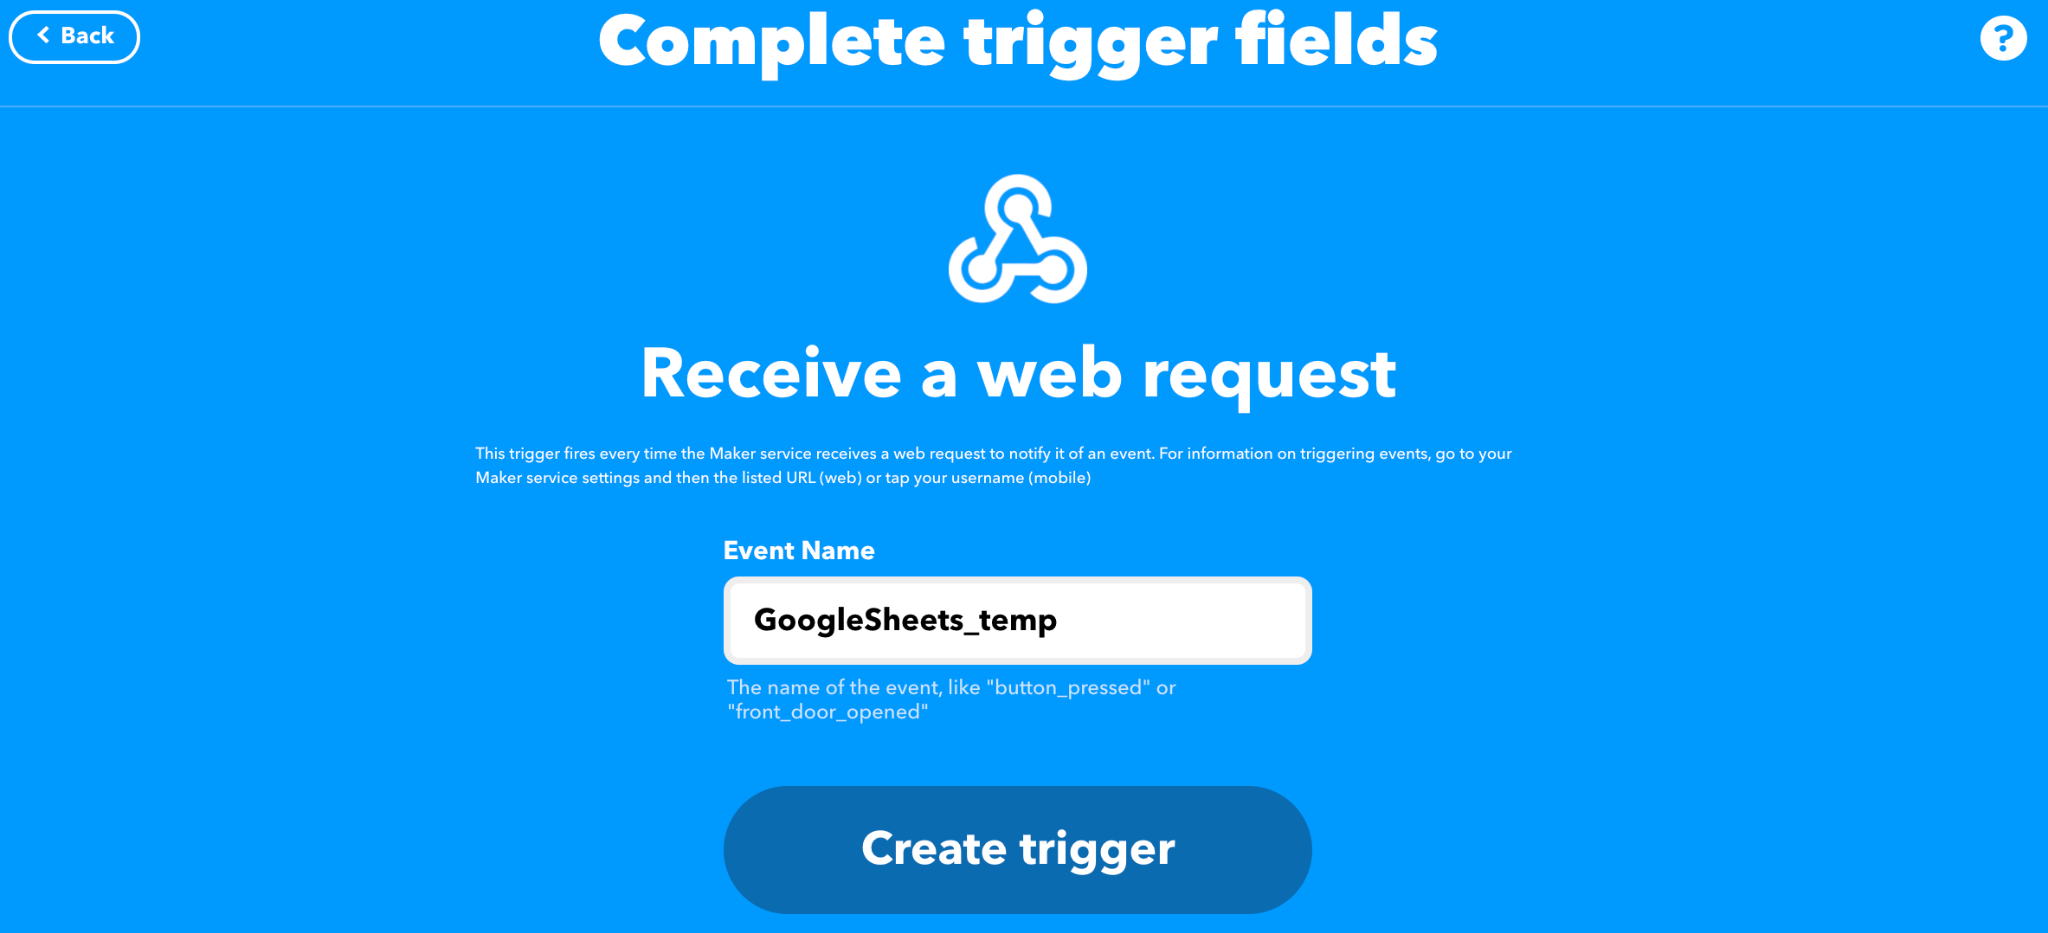 Back
Complete trigger fields
?
Receive a web request
This trigger fires every time the Maker service receives a web request to notify it of an event. For information on triggering events, go to your
Maker service settings and then the listed URL (web) or tap your username (mobile)
Event Name
GoogleSheets_temp
The name of the event, like "button_pressed" or
"front_door_opened"
Create trigger